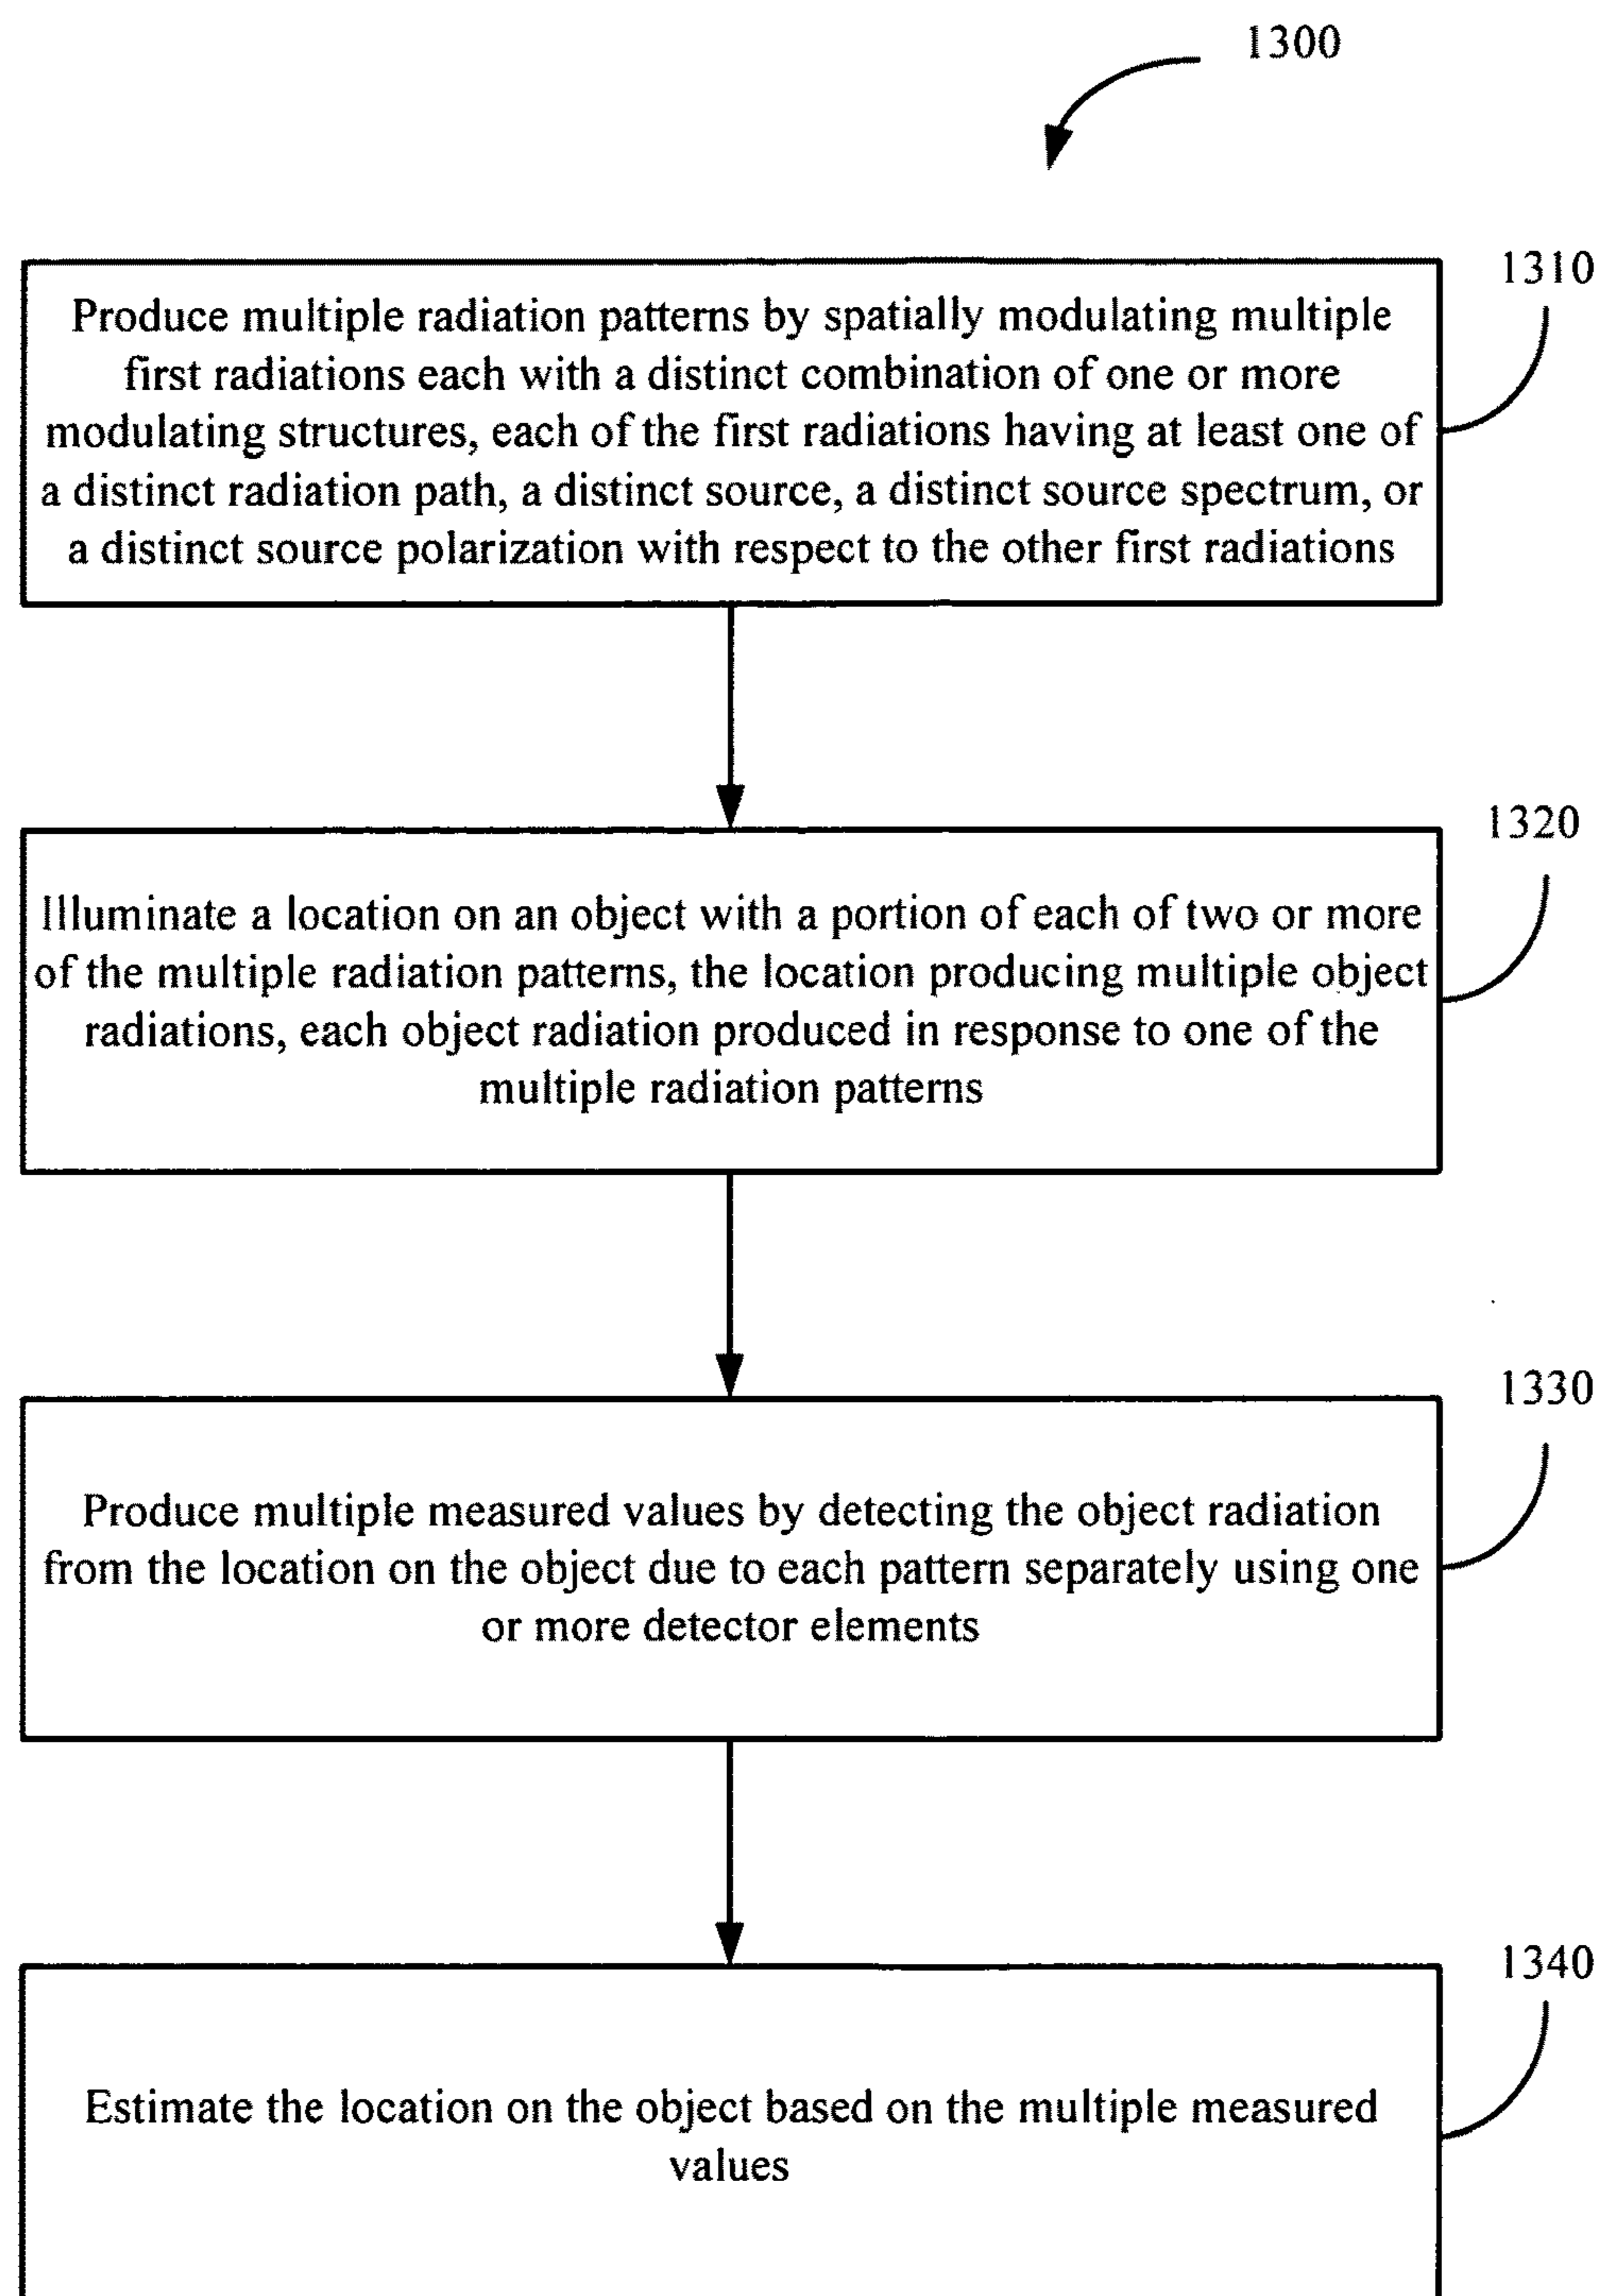 1300
1310
Produce multiple radiation patterns by spatially modulating multiple
first radiations each with a distinct combination of one or more
modulating structures, each of the first radiations having at least one of
a distinct radiation path, a distinct source, a distinct source spectrum, or
a distinct source polarization with respect to the other first radiations
1320
Illuminate a location on an object with a portion of each of two or more
of the multiple radiation patterns, the location producing multiple object
radiations, each object radiation produced in response to one of the
multiple radiation patterns
1330
Produce multiple measured values by detecting the object radiation
from the location on the object due to each pattern separately using one
or more detector elements
1340
Estimate the location on the object based on the multiple measured
values